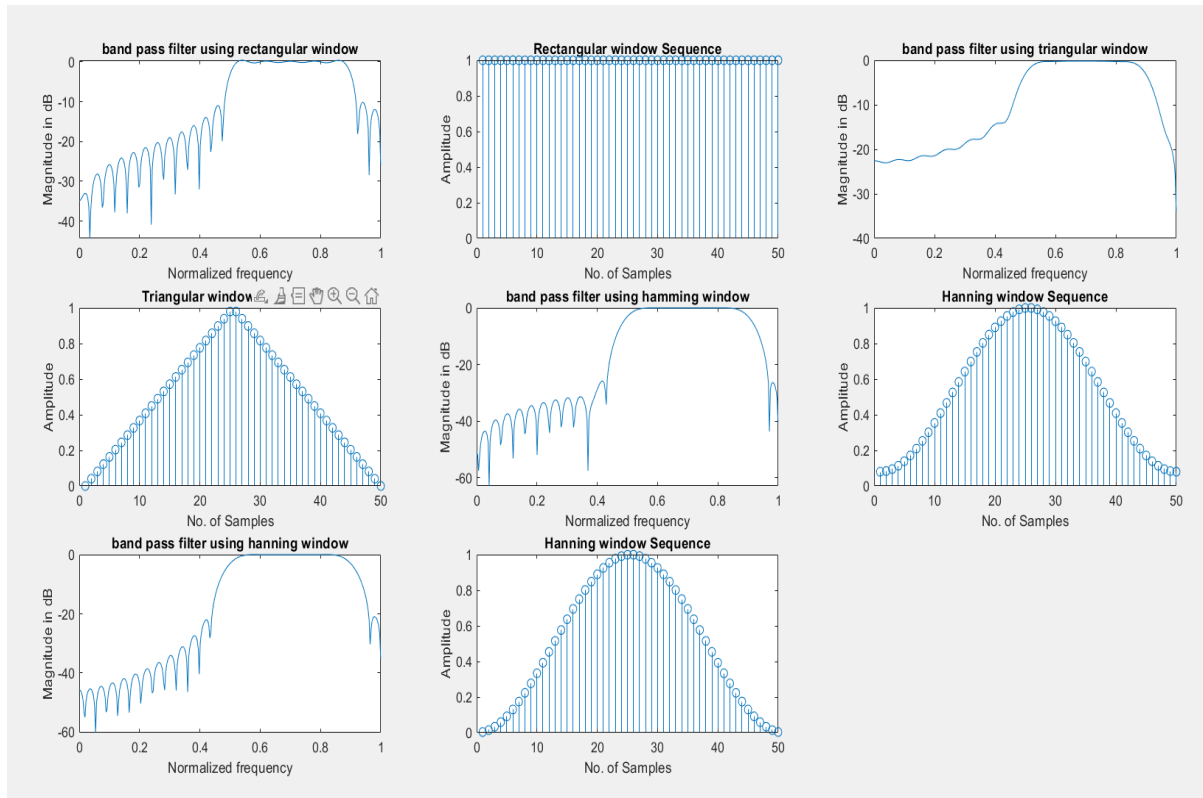 band pass filter using rectangular window
0
-10
-20
-30
-40
Magnitude in dB
0 0.2 0.4 0.6 0.8 1
Normalized frequency
Rectangular window Sequence
1
0.8
0.6
0.4
0.2
0
Amplitude
0 10 20 30 40 50
No. of Samples
band pass filter using triangular window
0
-10
-20
-30
-40
Magnitude in dB
0 0.2 0.4 0.6 0.8 1
Normalized frequency
Triangular window
1
0.8
0.6
0.4
0.2
0
Amplitude
0 10 20 30 40 50
No. of Samples
band pass filter using hamming window
0
-20
-40
-60
Magnitude in dB
0 0.2 0.4 0.6 0.8 1
Normalized frequency
Hanning window Sequence
1
0.8
0.6
0.4
0.2
0
Amplitude
0 10 20 30 40 50
No. of Samples
band pass filter using hanning window
0
-20
-40
-60
Magnitude in dB
0 0.2 0.4 0.6 0.8 1
Normalized frequency
Hanning window Sequence
1
0.8
0.6
0.4
0.2
0
Amplitude
0 10 20 30 40 50
No. of Samples